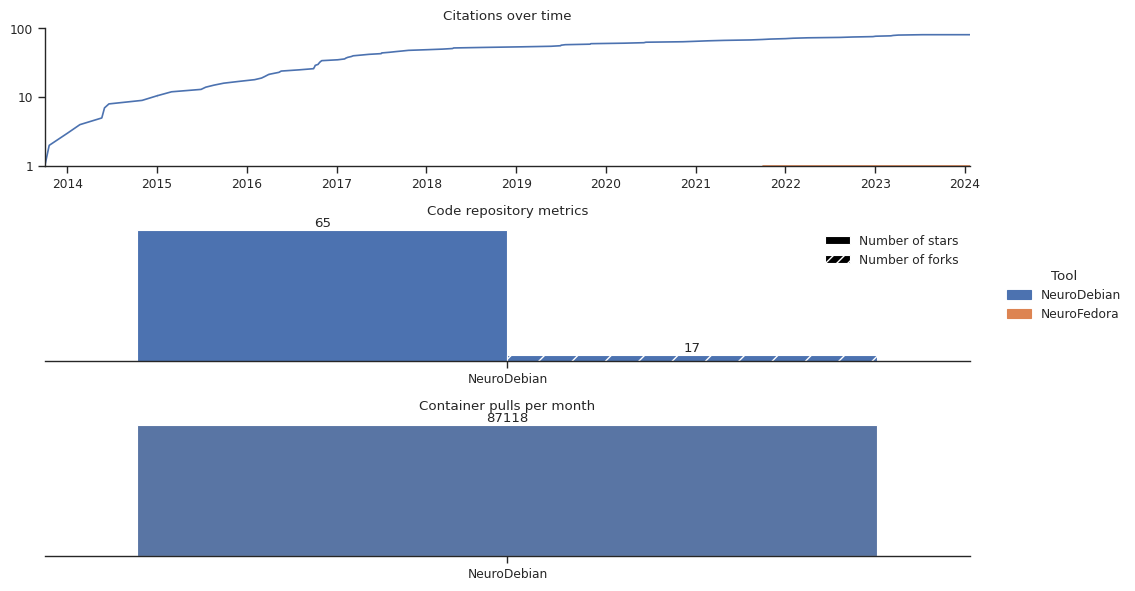 Citations over time
100
10
1
2014 2015 2016 2017 2018 2019 2020 2021 2022 2023 2024
Code repository metrics
65
Number of stars
Number of forks
17
NeuroDebian
Tool
NeuroDebian
NeuroFedora
Container pulls per month
87118
NeuroDebian